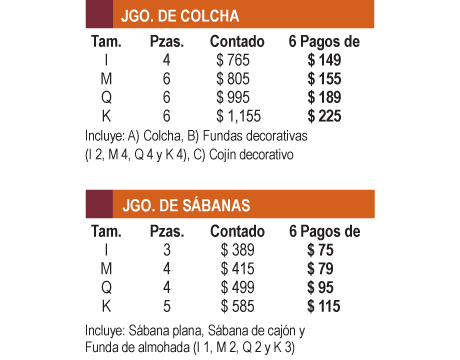 JGO. DE COLCHA
Tam. Pzas. Contado 6 Pagos de
I 4 $ 765 $ 149
M 6 $ 805 $ 155
Q 6 $ 995 $ 189
K 6 $ 1,155 $ 225
Incluye: A) Colcha, B) Fundas decorativas
(I 2, M 4, Q 4 y K 4), C) Cojin decorativo
JGO. DE SÁBANAS
Tam. Pzas. Contado 6 Pagos de
I 3 $ 389 $ 75
M 4 $ 415 $ 79
Q 4 $ 499 $ 95
K 5 $ 585 $ 115
Incluye: Sábana plana, Sábana de cajón y
Funda de almohada (I 1, M 2, Q 2 y K 3)